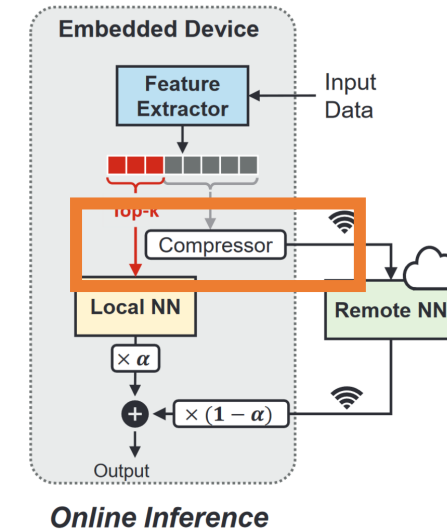 Embedded Device
Feature
Extractor
Input
Data
Top-k
Compressor
Local NN
Remote NN
× α
+
× (1 − α)
Output
Online Inference